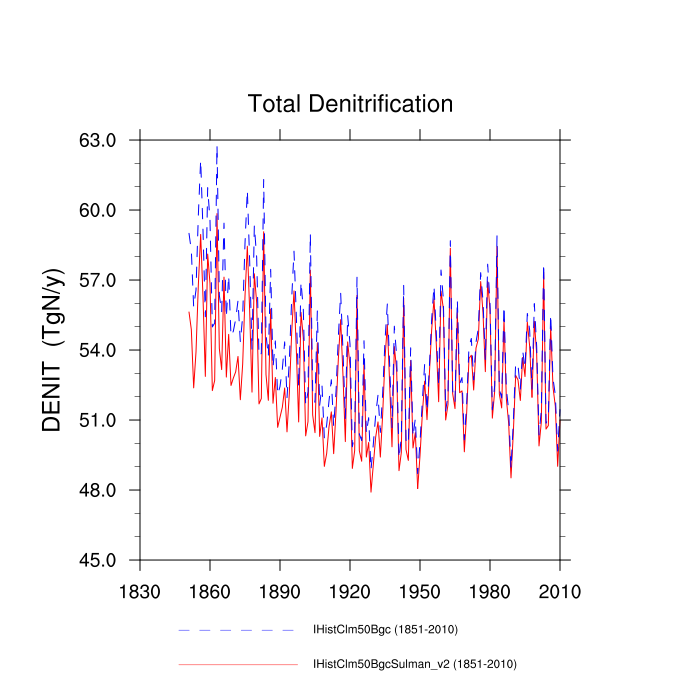 Total Denitrification
DENIT (TgN/y)
63.0
60.0
57.0
54.0
51.0
48.0
45.0
1830 1860 1890 1920 1950 1980 2010
IHistClm50Bgc (1851-2010)
IHistClm50BgcSulman_v2 (1851-2010)